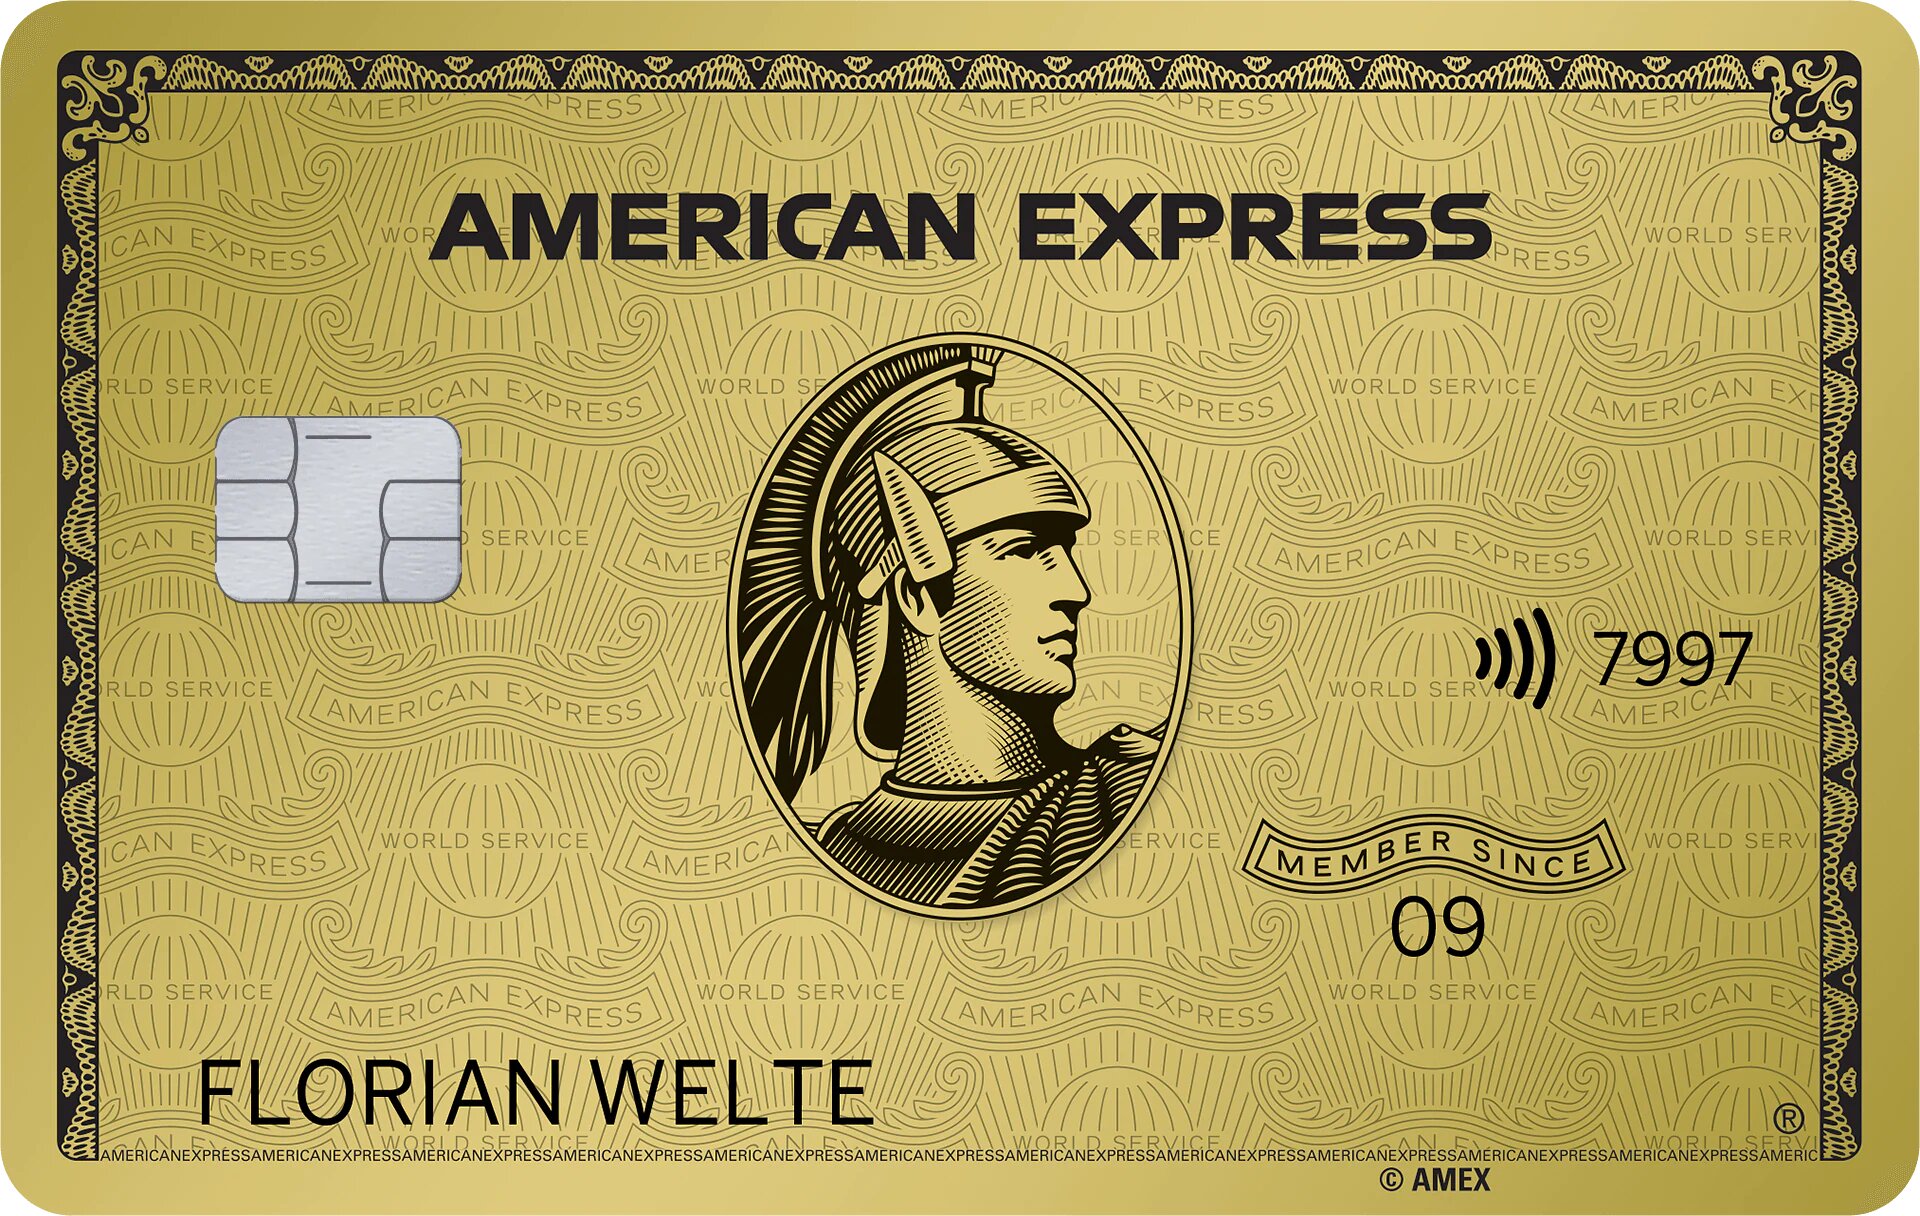 AMERICAN EXPRESS
7997
MEMBER SINCE
09
FLORIAN WELTE
®
AMERICANEXPRESSAMERICANEXPRESSAMERICANEXPRESSAMERICANEXPRESSAMERICANEXPRESSAMERICANEXPRESSAMERICANEXPRESSAMERICANEXPRESSAMERICANEXPRESSAMERICANEXPRESSAMERICANEXPRESSAMERIC
© AMEX